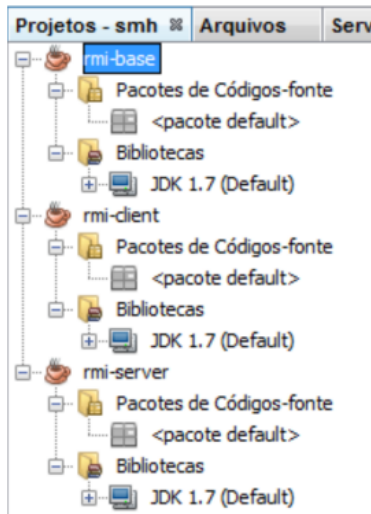 Projetos - smh Arquivos Serv
rmi-base
Pacotes de Códigos-fonte
<pacote default>
Bibliotecas
JDK 1.7 (Default)
rmi-client
Pacotes de Códigos-fonte
<pacote default>
Bibliotecas
JDK 1.7 (Default)
rmi-server
Pacotes de Códigos-fonte
<pacote default>
Bibliotecas
JDK 1.7 (Default)